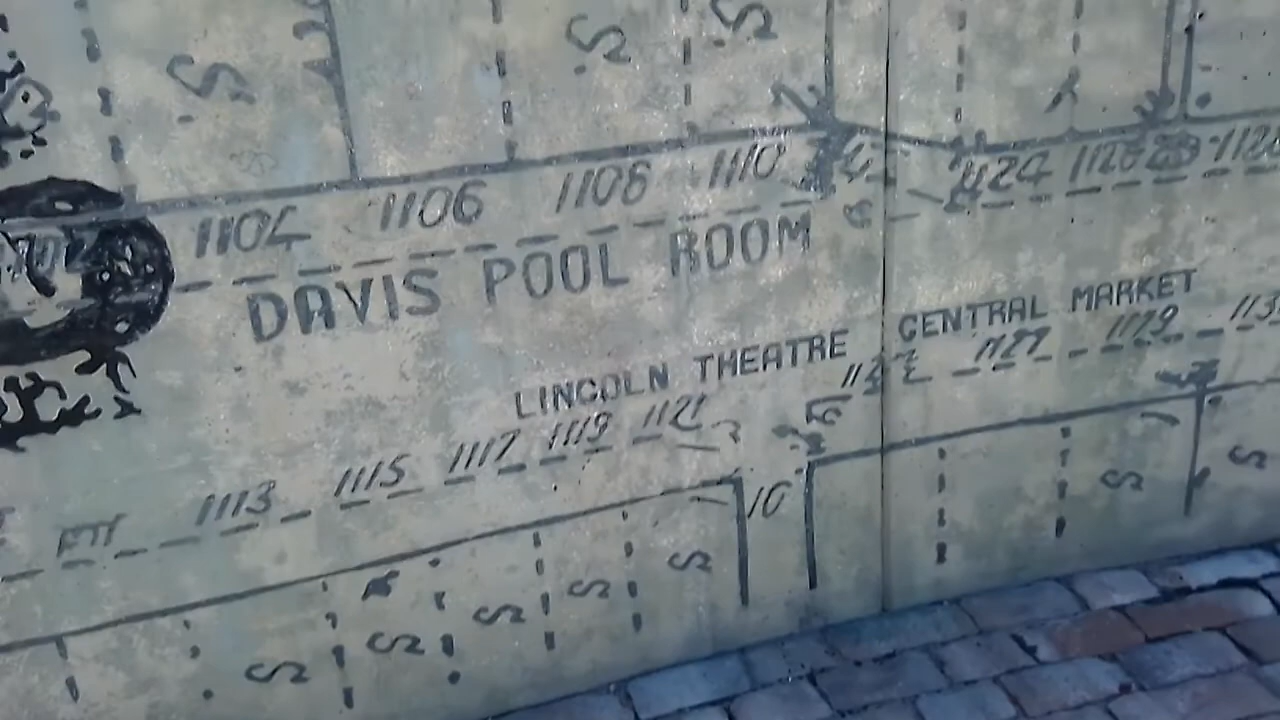 S S S
1104 1106 1108 1110 1124 1126
DAVIS POOL ROOM
CENTRAL MARKET
1127 1129
LINCOLN THEATRE
1113 1115 1117 1119 1121
10
S S
S S S S S